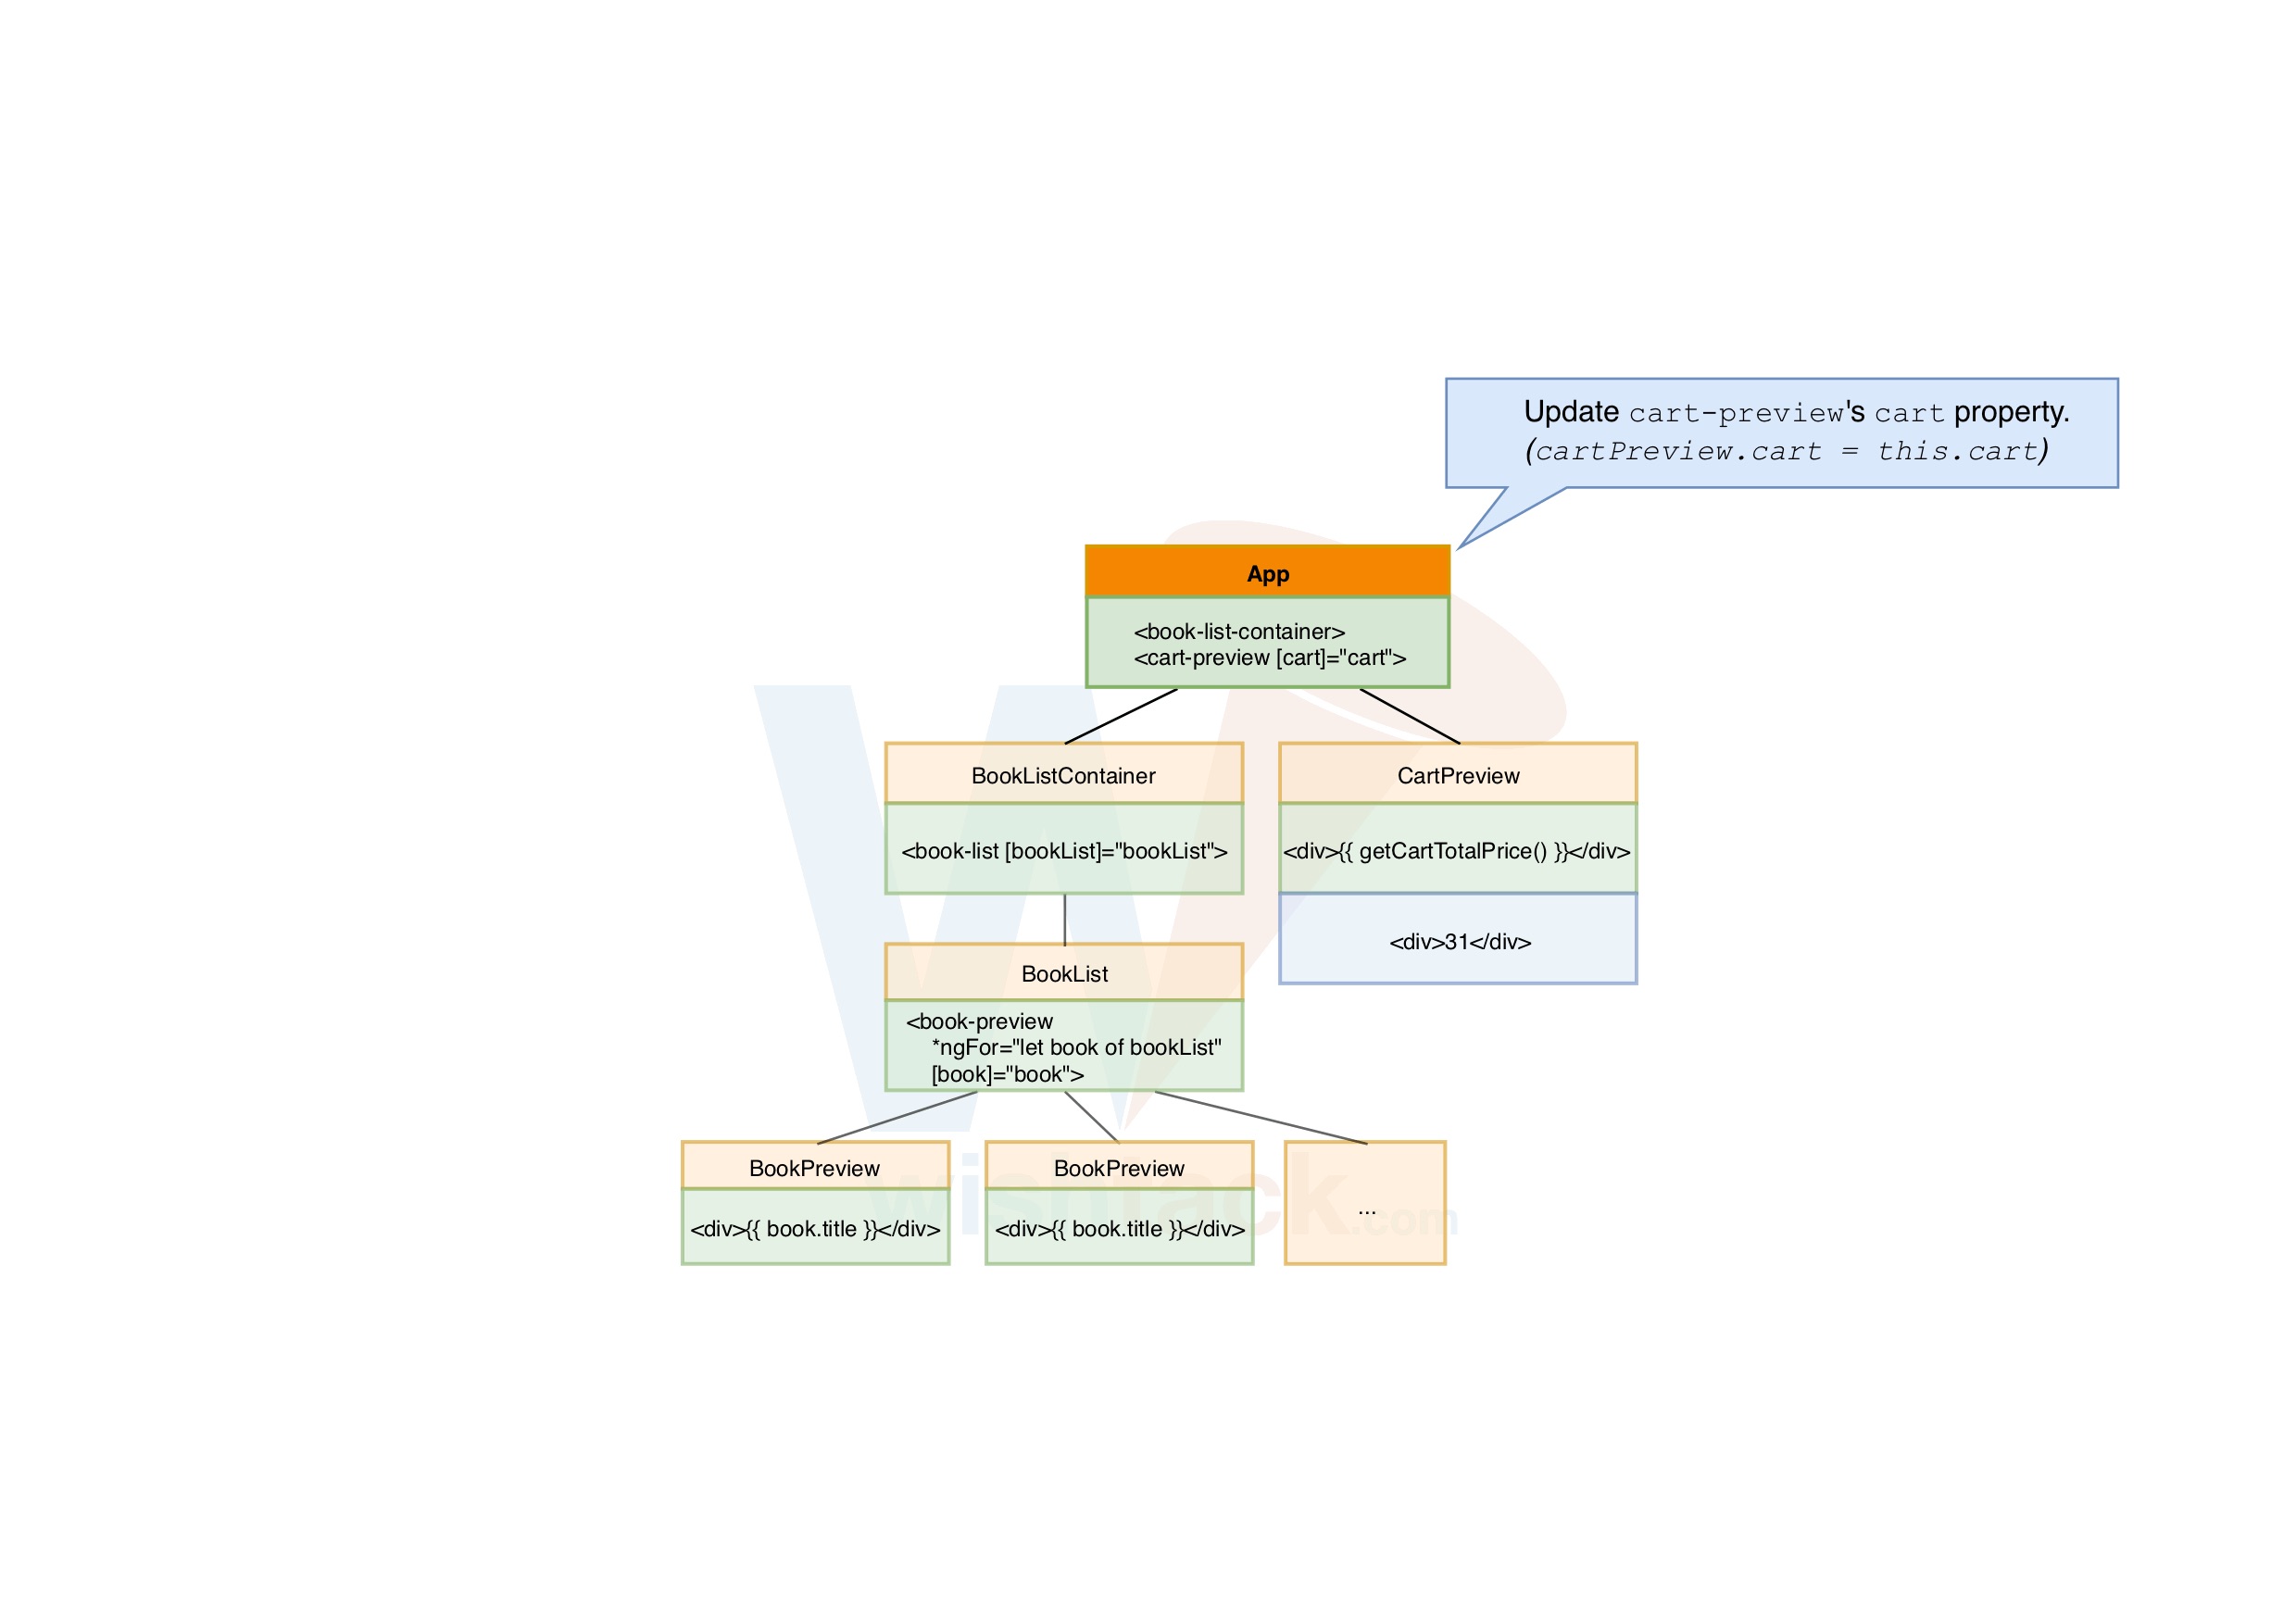 Update cart-preview's cart property.
(cartPreview.cart = this.cart)
App
<book-list-container>
<cart-preview [cart]="cart">
BookListContainer
<book-list [bookList]="bookList">
CartPreview
<div>{{ getCartTotalPrice() }}</div>
<div>31</div>
BookList
<book-preview
*ngFor="let book of bookList"
[book]="book">
BookPreview
<div>{{ book.title }}</div>
BookPreview
<div>{{ book.title }}</div>
...
wishtack.com